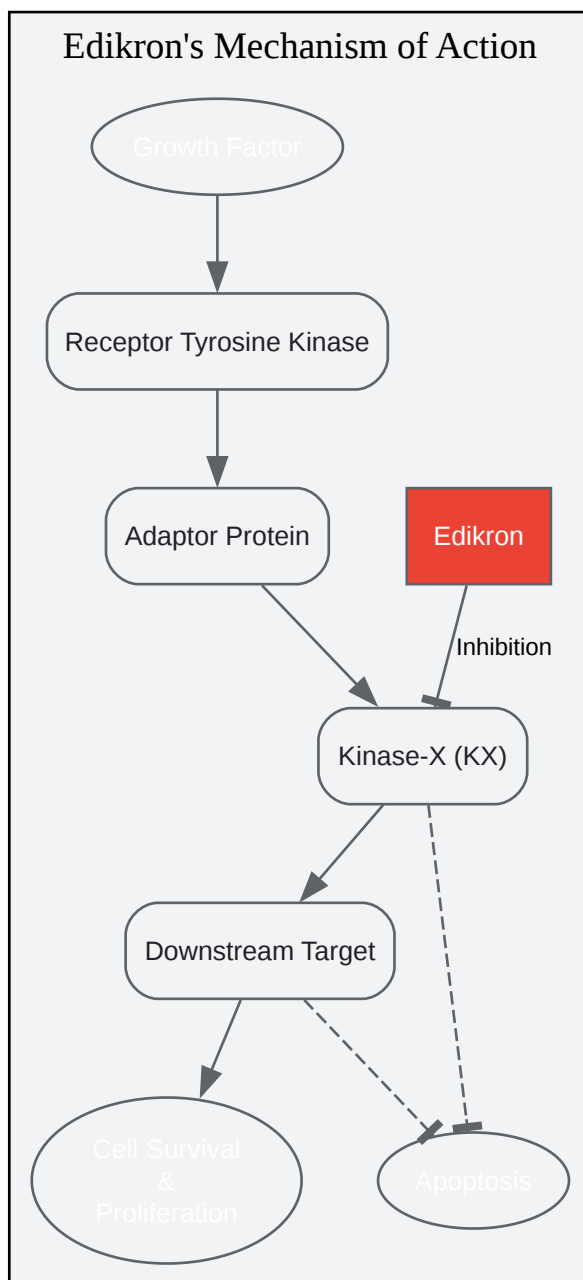 Edikron's Mechanism of Action
Growth Factor
Receptor Tyrosine Kinase
Adaptor Protein
Edikron
Inhibition
Kinase-X (KX)
Downstream Target
Cell Survival
&
Proliferation
Apoptosis